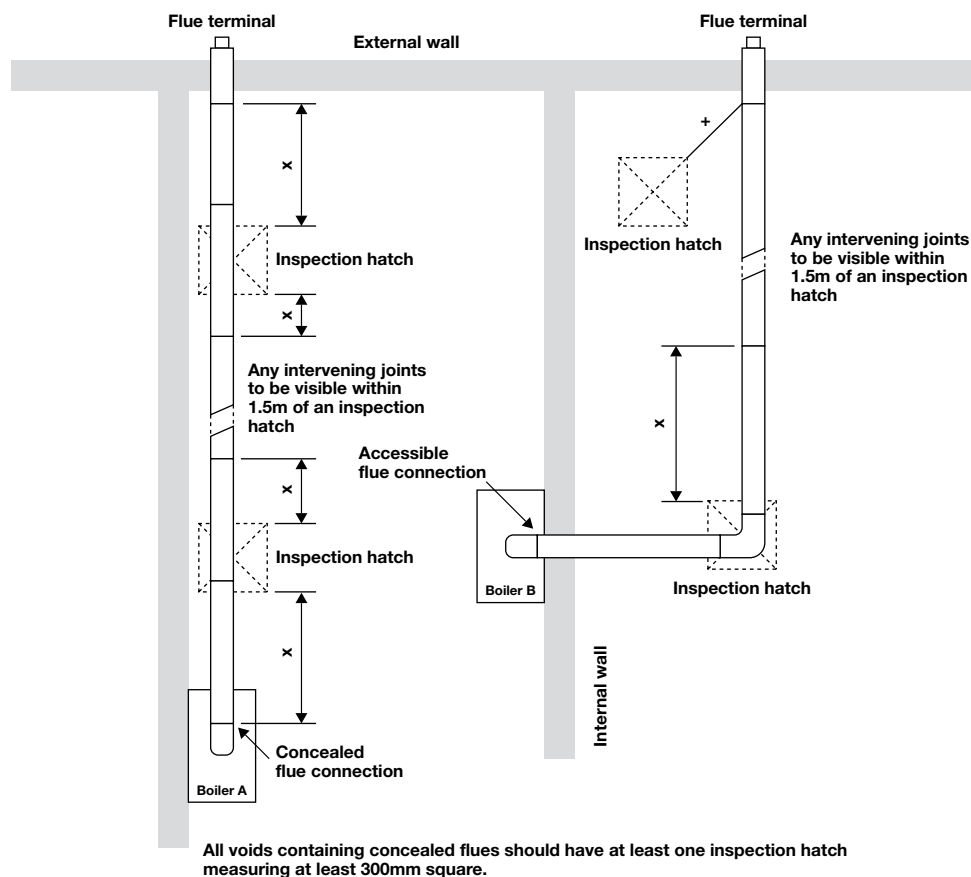 Flue terminal
Flue terminal
External wall
x
+
Inspection hatch
Inspection hatch
Any intervening joints
to be visible within
1.5m of an inspection
hatch
x
Any intervening joints
to be visible within
1.5m of an inspection
hatch
x
Accessible
flue connection
x
Inspection hatch
Boiler B
Inspection hatch
x
Internal wall
Concealed
flue connection
Boiler A
All voids containing concealed flues should have at least one inspection hatch
measuring at least 300mm square.